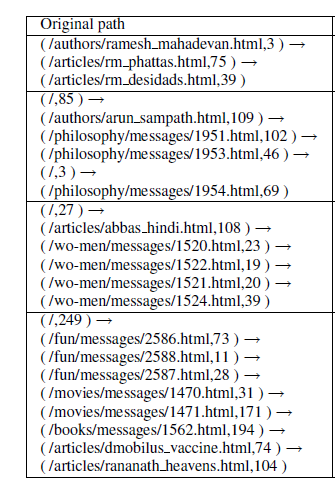 Original path
( /authors/ramesh_mahadevan.html,3 ) →
( /articles/rm_phattas.html,75 ) →
( /articles/rm_desidads.html,39 )
( /,85 ) →
( /authors/arun_sampath.html,109 ) →
( /philosophy/messages/1951.html,102 ) →
( /philosophy/messages/1953.html,46 ) →
( /,3 ) →
( /philosophy/messages/1954.html,69 )
( /,27 ) →
( /articles/abbas_hindi.html,108 ) →
( /wo-men/messages/1520.html,23 ) →
( /wo-men/messages/1522.html,19 ) →
( /wo-men/messages/1521.html,20 ) →
( /wo-men/messages/1524.html,39 )
( /,249 ) →
( /fun/messages/2586.html,73 ) →
( /fun/messages/2588.html,11 ) →
( /fun/messages/2587.html,28 ) →
( /movies/messages/1470.html,31 ) →
( /movies/messages/1471.html,171 ) →
( /books/messages/1562.html,194 ) →
( /articles/dmobilus_vaccine.html,74 ) →
( /articles/rananath_heavens.html,104 )